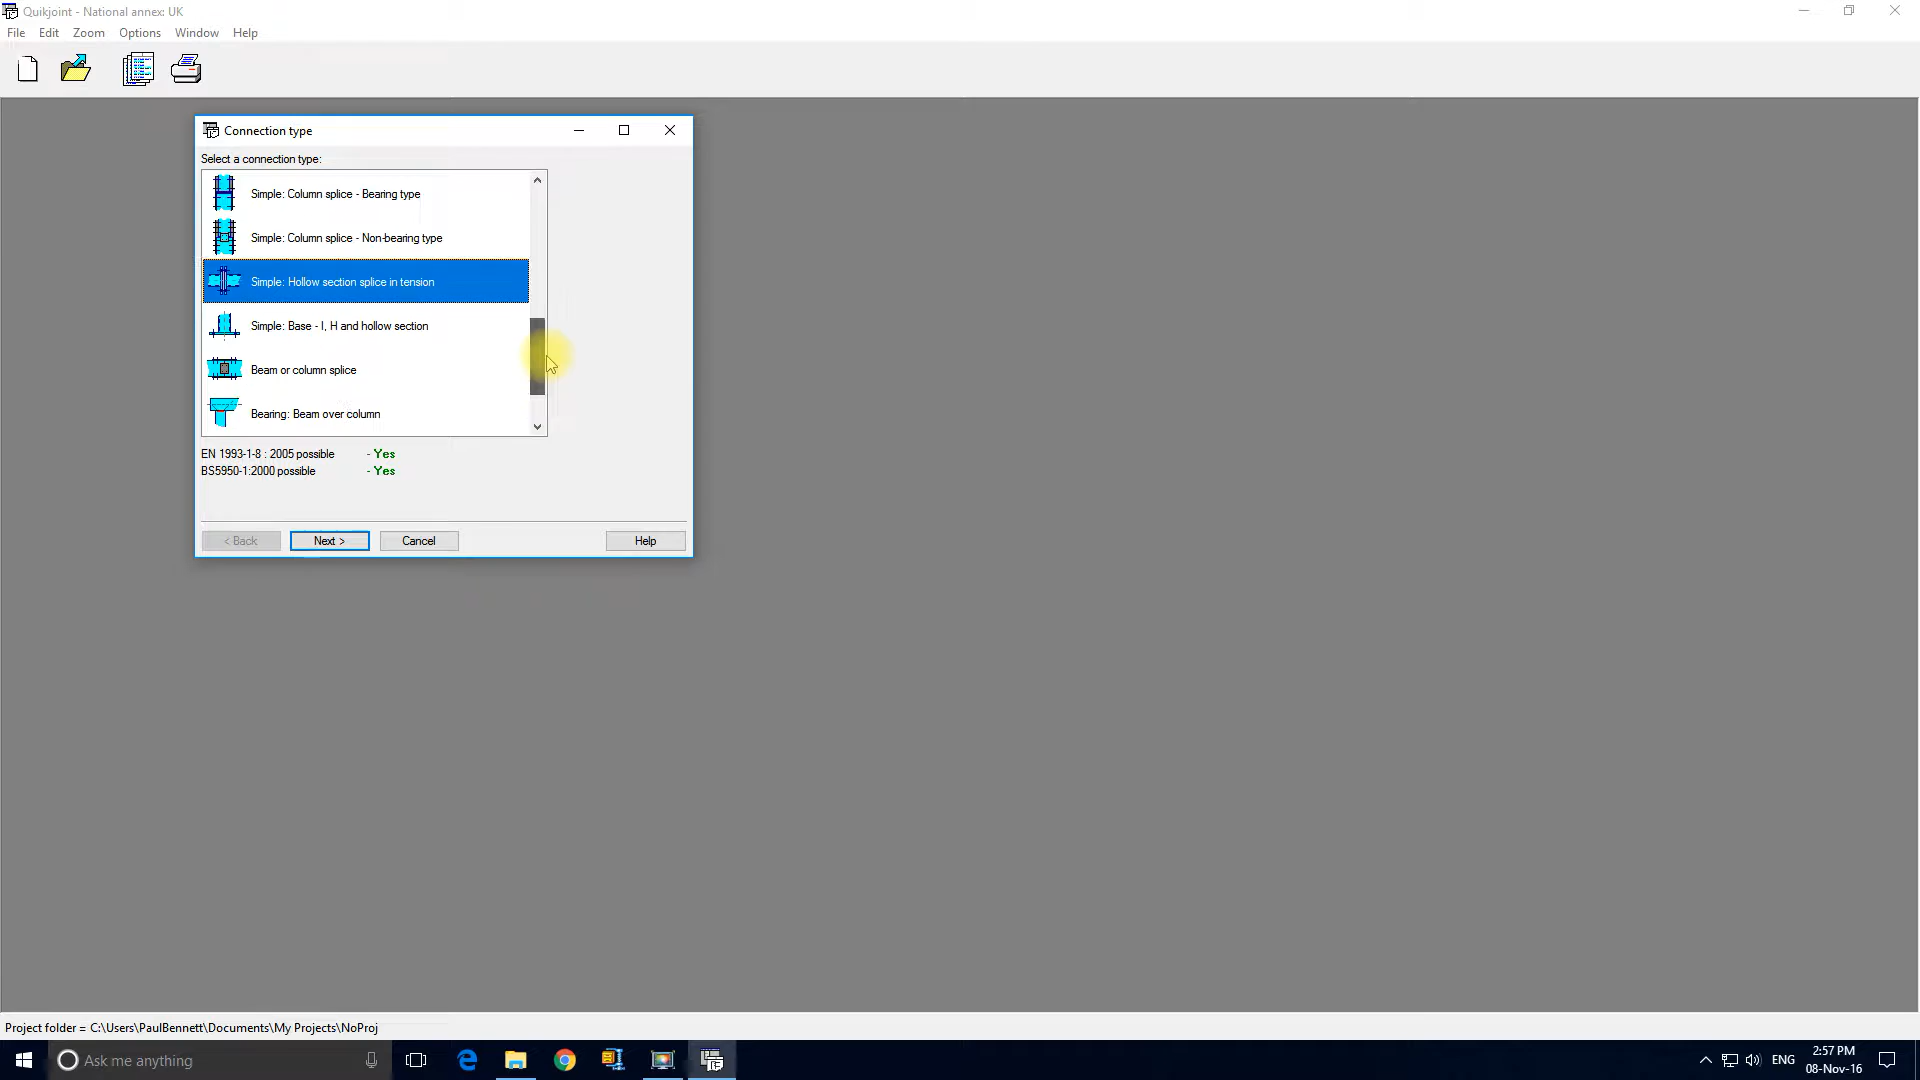 Quikjoint - National annex: UK
File Edit Zoom Options Window Help
Connection type
Select a connection type:
Simple: Column splice - Bearing type
Simple: Column splice - Non-bearing type
Simple: Hollow section splice in tension
Simple: Base - I, H and hollow section
Beam or column splice
Bearing: Beam over column
EN 1993-1-8 : 2005 possible - Yes
BS5950-1:2000 possible - Yes
< Back Next > Cancel Help
Project folder = C:\Users\PaulBennett\Documents\My Projects\NoProj
Ask me anything
ENG
2:57 PM
08-Nov-16